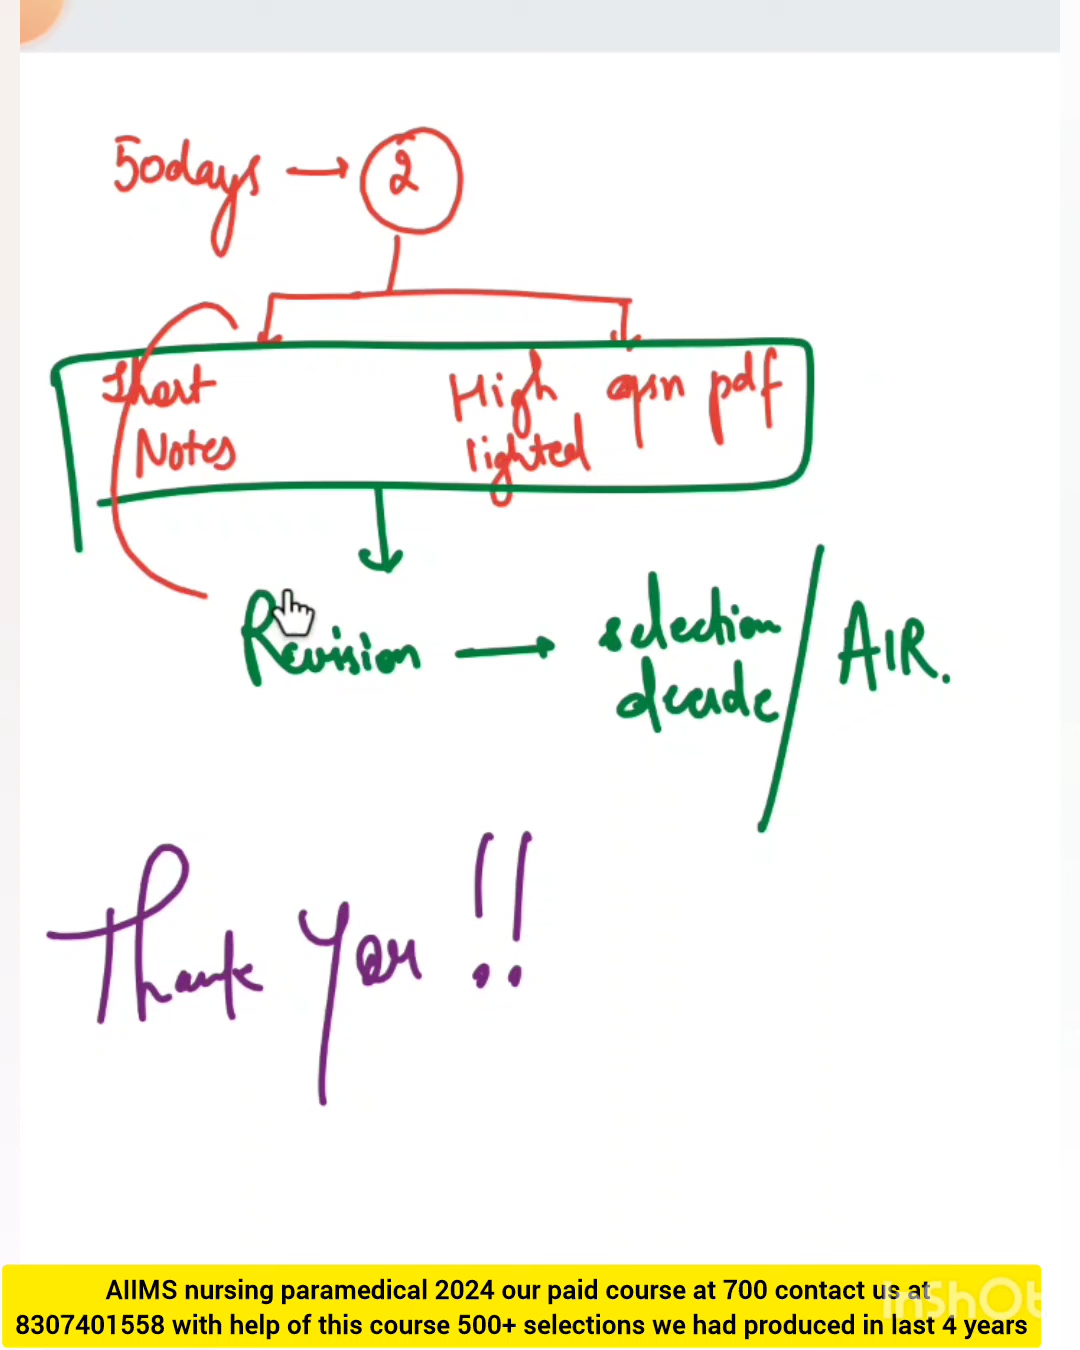 50days → 2
Short High qsn pdf
Notes lighted
Revision → selection / AIR.
decide
Thank You !!
AIIMS nursing paramedical 2024 our paid course at 700 contact us at
8307401558 with help of this course 500+ selections we had produced in last 4 years
InShOt